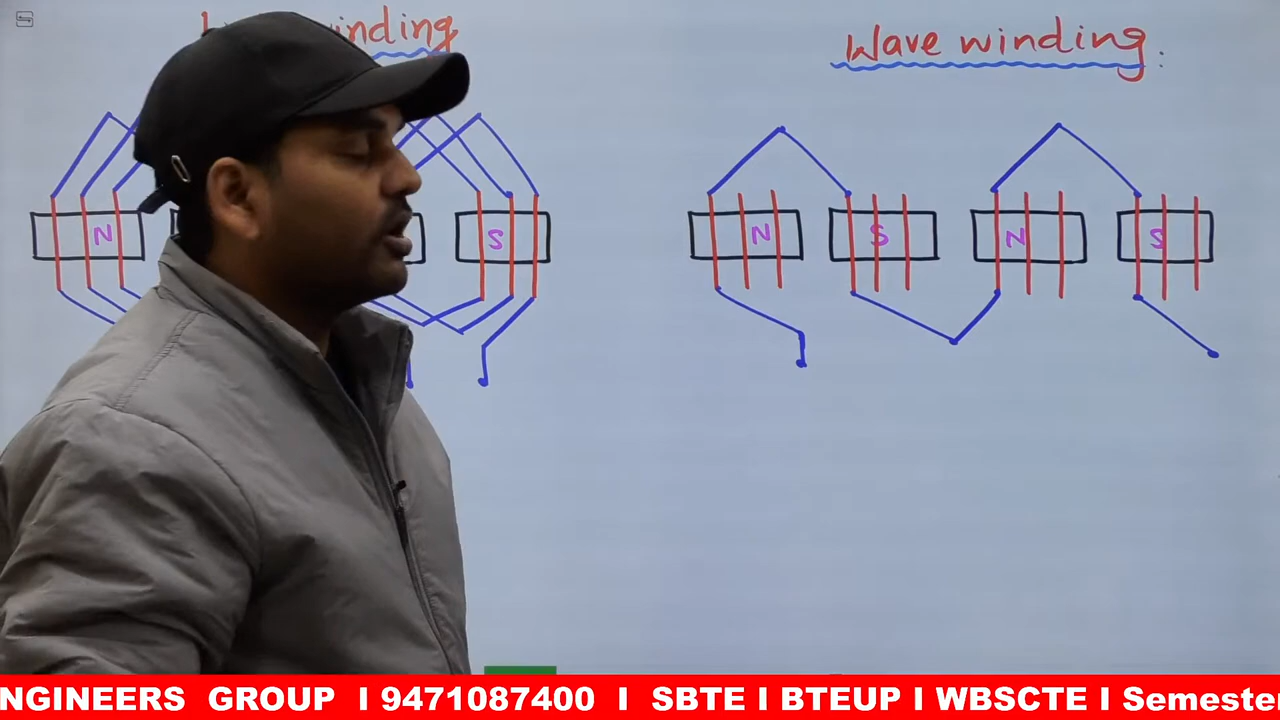 winding
Wave winding
N
S
N
S
N
S
NGINEERS GROUP I 9471087400 I SBTE I BTEUP I WBSCTE I Semester